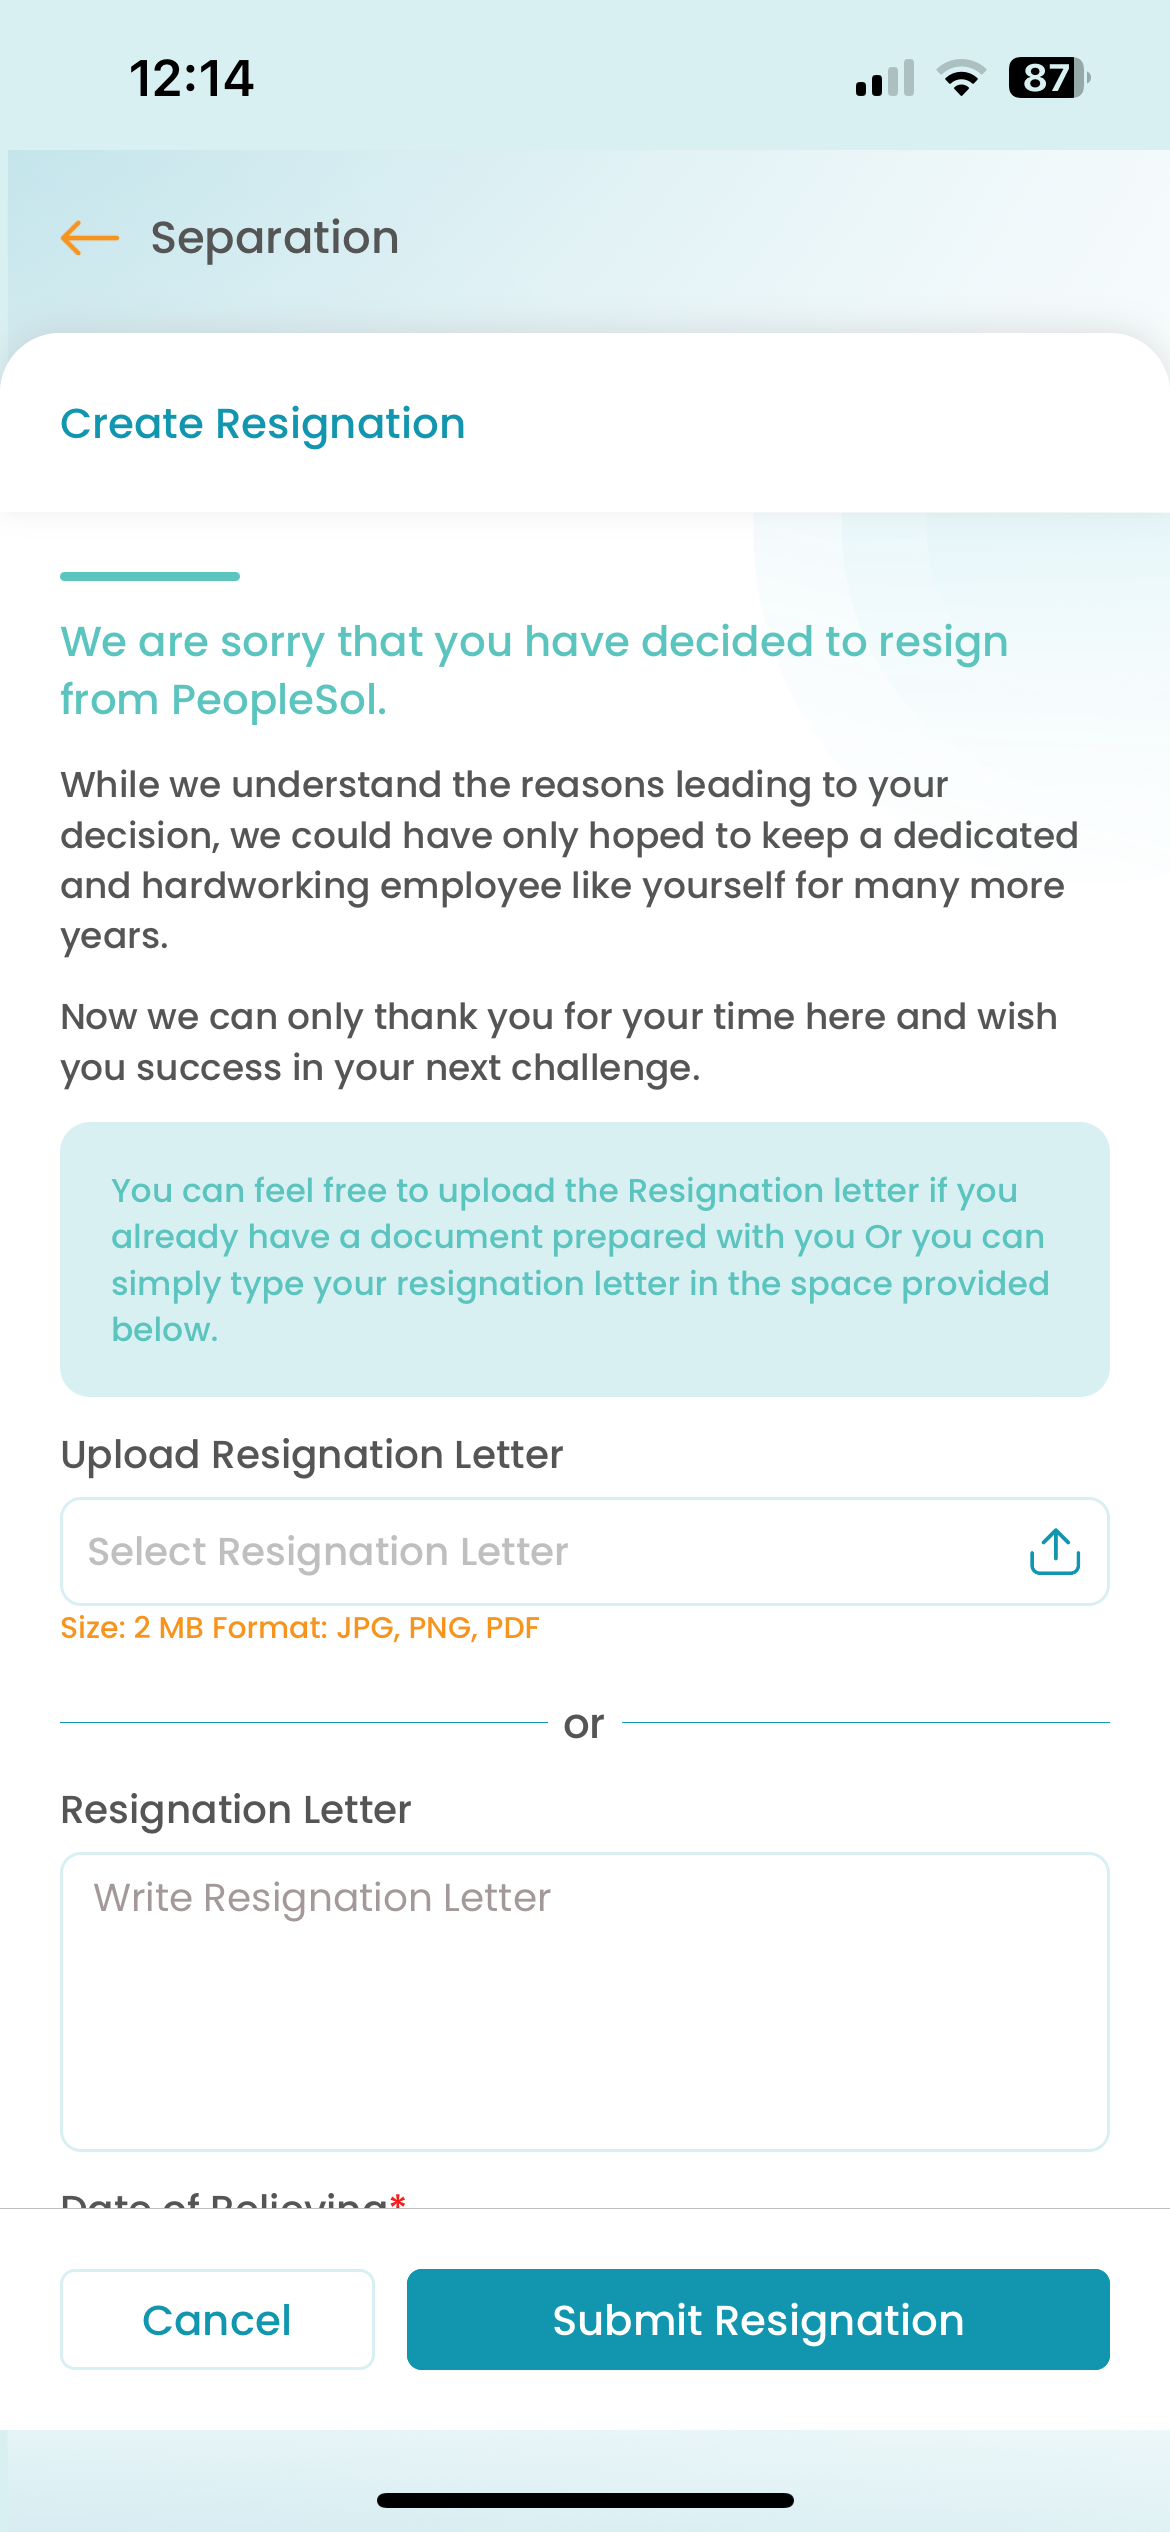 12:14
87
Separation
Create Resignation
We are sorry that you have decided to resign
from PeopleSol.
While we understand the reasons leading to your
decision, we could have only hoped to keep a dedicated
and hardworking employee like yourself for many more
years.
Now we can only thank you for your time here and wish
you success in your next challenge.
You can feel free to upload the Resignation letter if you
already have a document prepared with you Or you can
simply type your resignation letter in the space provided
below.
Upload Resignation Letter
Select Resignation Letter
Size: 2 MB Format: JPG, PNG, PDF
or
Resignation Letter
Write Resignation Letter
Date of Relieving*
Cancel
Submit Resignation